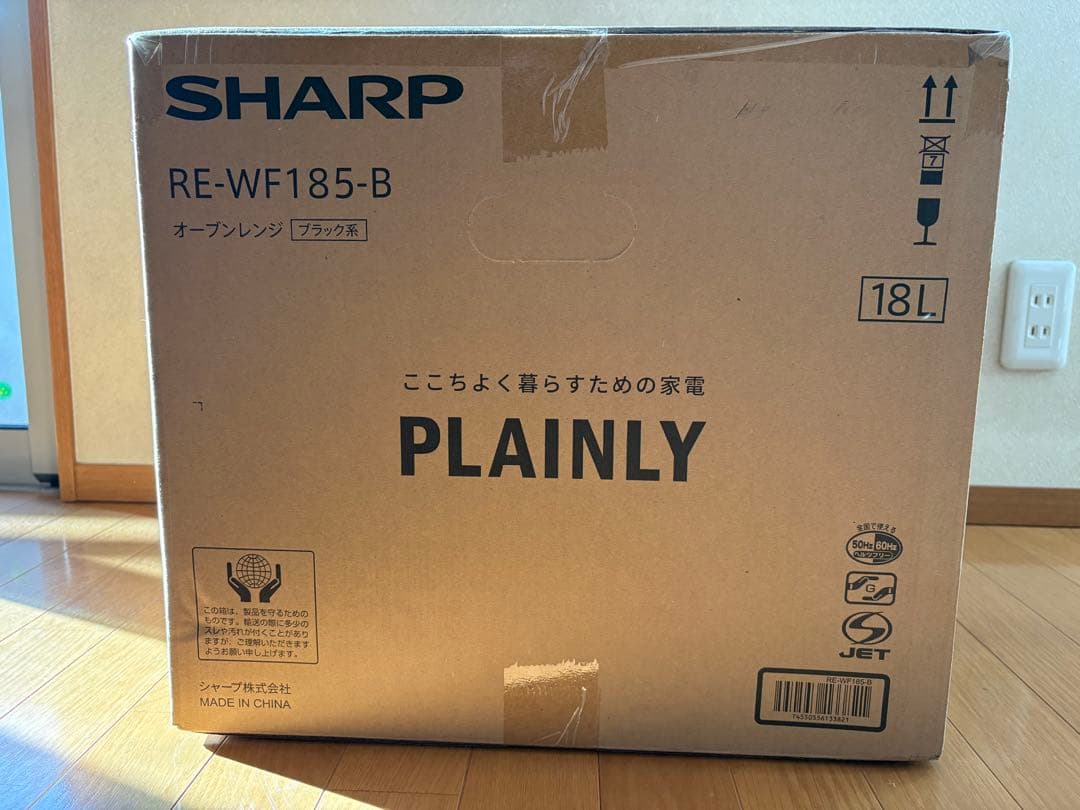 SHARP
RE-WF185-B
オーブンレンジ ブラック系
7
18L
ここちよく暮らすための家電
PLAINLY
全国で使える
50Hz 60Hz
ヘルツフリー
G
JET
この箱は、製品を守るための
ものです。輸送の際に多少の
スレや汚れが付くことがあり
ますが、ご理解いただきます
ようお願い申し上げます。
シャープ株式会社
MADE IN CHINA
RE-WF185-B